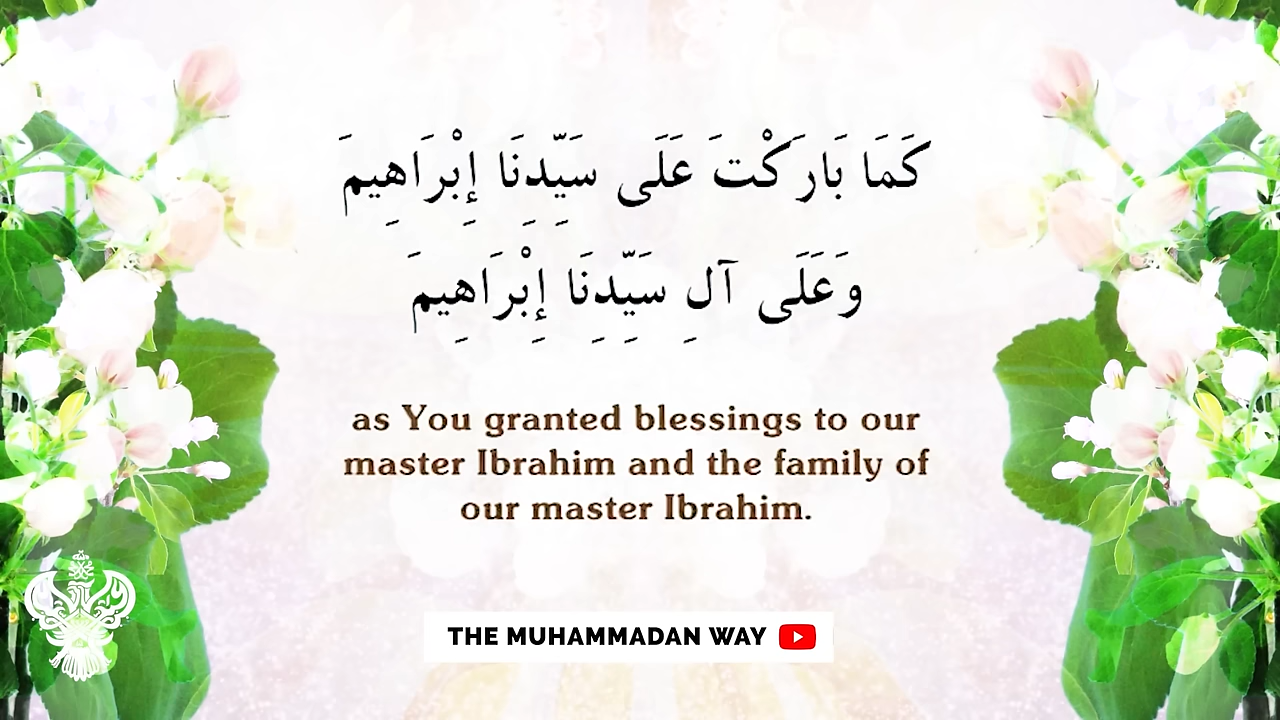 كَمَا بَارَكْتَ عَلَى سَيِّدِنَا إِبْرَاهِيمَ
وَعَلَى آلِ سَيِّدِنَا إِبْرَاهِيمَ
as You granted blessings to our
master Ibrahim and the family of
our master Ibrahim.
THE MUHAMMADAN WAY